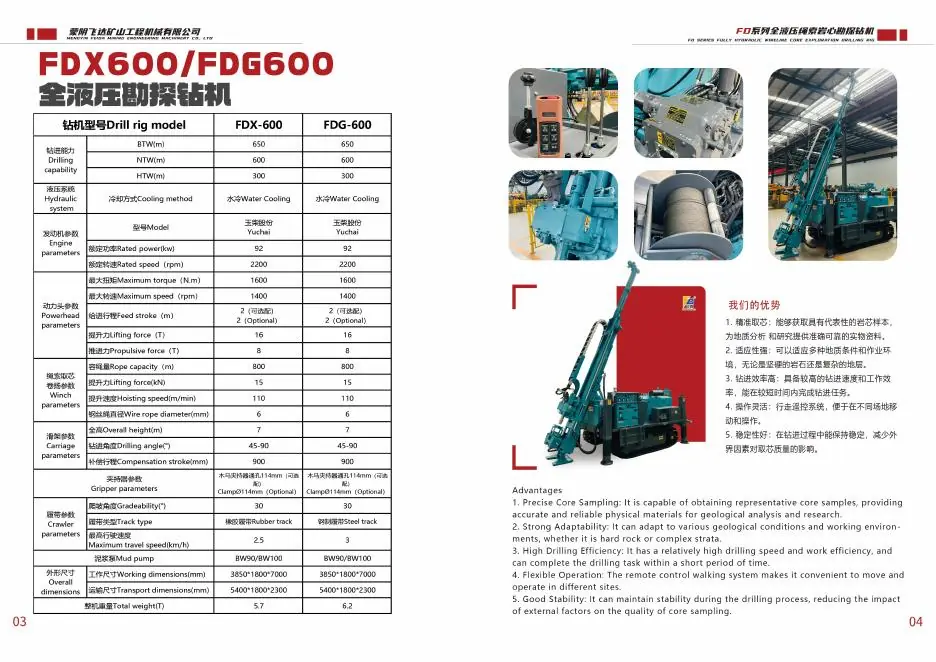 蒙阴飞达矿山工程机械有限公司
MENGYIN FEIDA MINING ENGINEERING MACHINERY CO., LTD
FD系列全液压绳索岩心勘探钻机
FD SERIES FULLY HYDRAULIC WIRELINE CORE EXPLORATION DRILLING RIG
FDX600/FDG600
全液压勘探钻机
钻机型号Drill rig model FDX-600 FDG-600
钻进能力
Drilling
capability
BTW(m) 650 650
NTW(m) 600 600
HTW(m) 300 300
液压系统
Hydraulic
system
冷却方式Cooling method 水冷Water Cooling 水冷Water Cooling
发动机参数
Engine
parameters
型号Model 玉柴股份 玉柴股份
Yuchai Yuchai
额定功率Rated power(kw) 92 92
额定转速Rated speed（rpm） 2200 2200
动力头参数
Powerhead
parameters
最大扭矩Maximum torque（N.m） 1600 1600
最大转速Maximum speed（rpm） 1400 1400
给进行程Feed stroke（m） 2（可选配） 2（可选配）
2（Optional） 2（Optional）
提升力Lifting force（T） 16 16
推进力Propulsive force（T） 8 8
绳索取芯
卷扬参数
Winch
parameters
容绳量Rope capacity（m） 800 800
提升力Lifting force(kN) 15 15
提升速度Hoisting speed(m/min) 110 110
钢丝绳直径Wire rope diameter(mm) 6 6
滑架参数
Carriage
parameters
全高Overall height(m) 7 7
钻进角度Drilling angle(°) 45-90 45-90
补偿行程Compensation stroke(mm) 900 900
夹持器参数
Gripper parameters
木马夹持器通孔114mm（可选配） 木马夹持器通孔114mm（可选配）
ClampØ114mm（Optional） ClampØ114mm（Optional）
履带参数
Crawler
parameters
爬坡角度Gradeability(°) 30 30
履带类型Track type 橡胶履带Rubber track 钢制履带Steel track
最高行驶速度
Maximum travel speed(km/h) 2.5 3
泥浆泵Mud pump BW90/BW100 BW90/BW100
外形尺寸
Overall
dimensions
工作尺寸Working dimensions(mm) 3850*1800*7000 3850*1800*7000
运输尺寸Transport dimensions(mm) 5400*1800*2300 5400*1800*2300
整机重量Total weight(T) 5.7 6.2
03
我们的优势
1. 精准取芯：能够获取具有代表性的岩芯样本，
为地质分析 和研究提供准确可靠的实物资料。
2. 适应性强：可以适应多种地质条件和作业环
境，无论是坚硬的岩石还是复杂的地层。
3. 钻进效率高：具备较高的钻进速度和工作效
率，能在较短时间内完成钻进任务。
4. 操作灵活：行走遥控系统，便于在不同场地移
动和操作。
5. 稳定性好：在钻进过程中能保持稳定，减少外
界因素对取芯质量的影响。
Advantages
1. Precise Core Sampling: It is capable of obtaining representative core samples, providing
accurate and reliable physical materials for geological analysis and research.
2. Strong Adaptability: It can adapt to various geological conditions and working environ-
ments, whether it is hard rock or complex strata.
3. High Drilling Efficiency: It has a relatively high drilling speed and work efficiency, and
can complete the drilling task within a short period of time.
4. Flexible Operation: The remote control walking system makes it convenient to move and
operate in different sites.
5. Good Stability: It can maintain stability during the drilling process, reducing the impact
of external factors on the quality of core sampling.
04